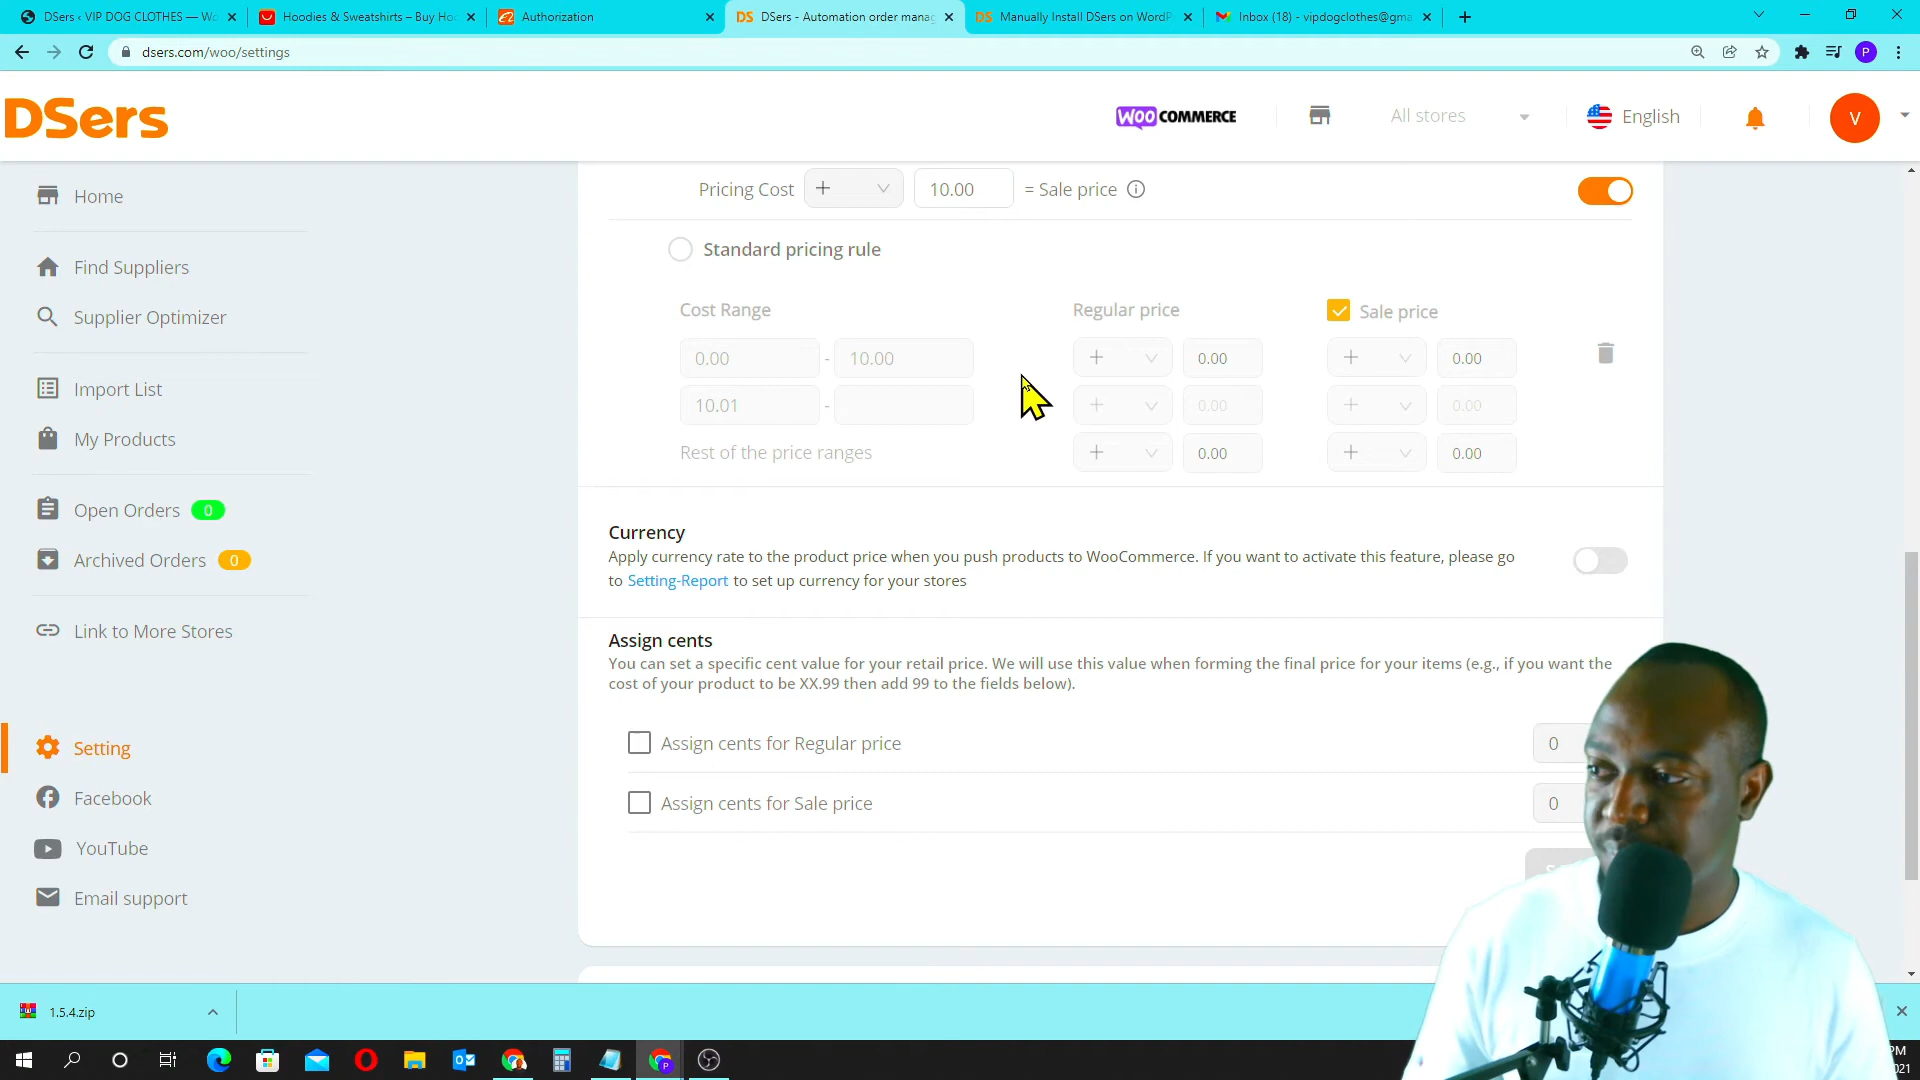 DSers ‹ VIP DOG CLOTHES — Wo
Hoodies & Sweatshirts – Buy Hoo
Authorization
DSers - Automation order manag
Manually Install DSers on WordP
Inbox (18) - vipdogclothes@gma
dsers.com/woo/settings
P
DSers
WOO COMMERCE
All stores
English
V
Home
Find Suppliers
Supplier Optimizer
Import List
My Products
Open Orders 0
Archived Orders 0
Link to More Stores
Setting
Facebook
YouTube
Email support
Pricing Cost + 10.00 = Sale price
Standard pricing rule
Cost Range Regular price Sale price
0.00 - 10.00 + 0.00 + 0.00
10.01 - + 0.00 + 0.00
Rest of the price ranges + 0.00 + 0.00
Currency
Apply currency rate to the product price when you push products to WooCommerce. If you want to activate this feature, please go
to Setting-Report to set up currency for your stores
Assign cents
You can set a specific cent value for your retail price. We will use this value when forming the final price for your items (e.g., if you want the
cost of your product to be XX.99 then add 99 to the fields below).
Assign cents for Regular price 0
Assign cents for Sale price 0
1.5.4.zip
PM
021